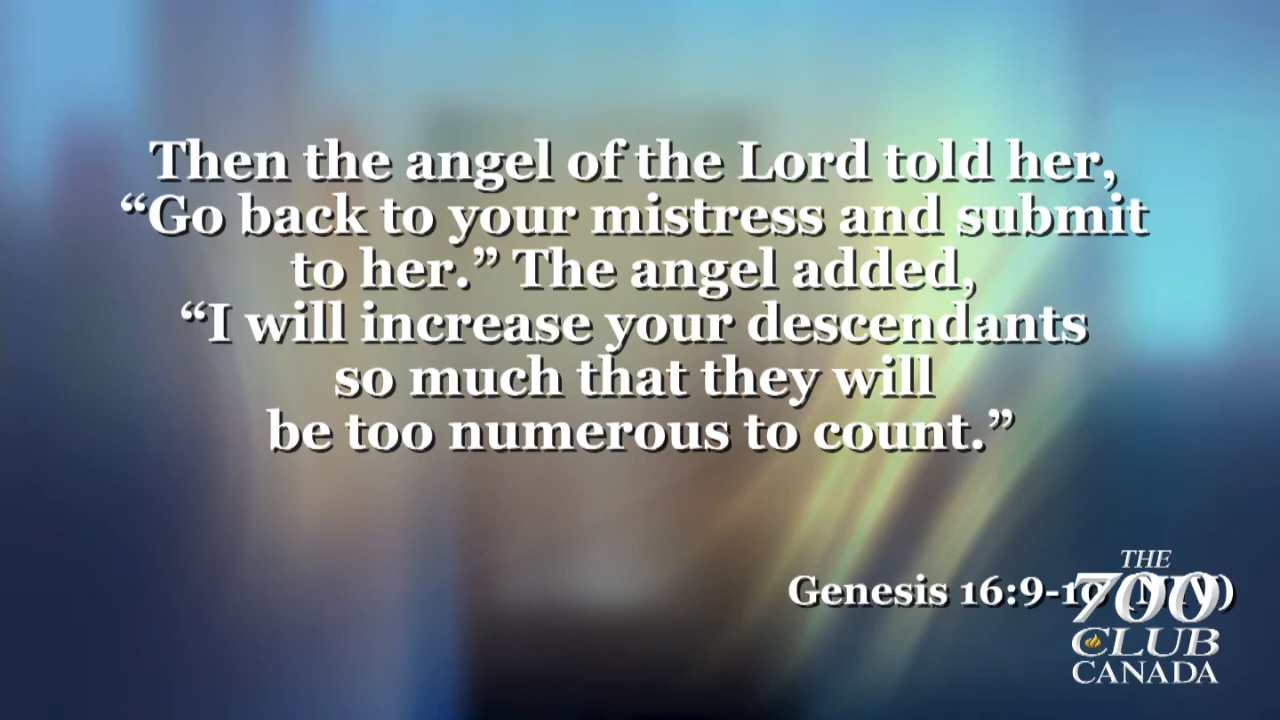 Then the angel of the Lord told her,
“Go back to your mistress and submit
to her.” The angel added,
“I will increase your descendants
so much that they will
be too numerous to count.”
Genesis 16:9-10 (NIV)
THE
700
CLUB
CANADA